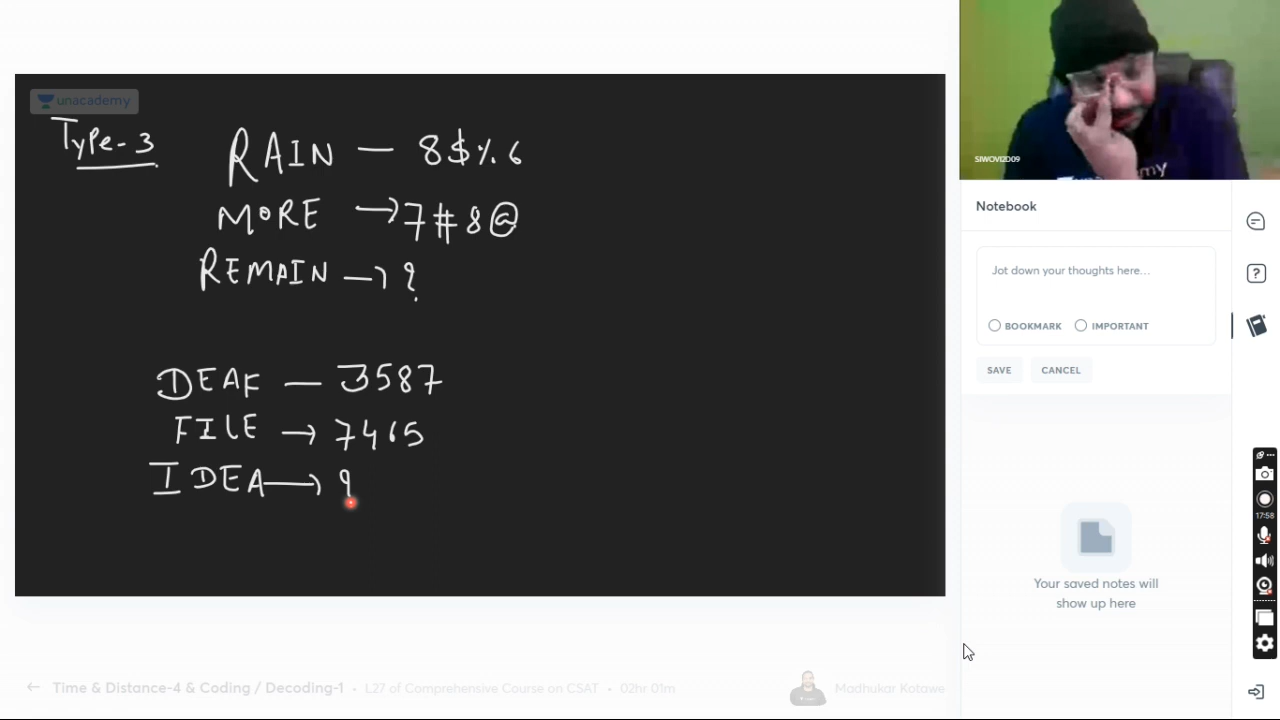 unacademy
Type-3
RAIN — 8$%6
MORE → 7#8@
REMAIN → ?
DEAF — 3587
FILE → 7465
IDEA → ?
SIWOVI2D09
Notebook
Jot down your thoughts here...
BOOKMARK IMPORTANT
SAVE CANCEL
17:58
Your saved notes will
show up here
← Time & Distance-4 & Coding / Decoding-1 • L27 of Comprehensive Course on CSAT • 02hr 01m
Madhukar Kotawe